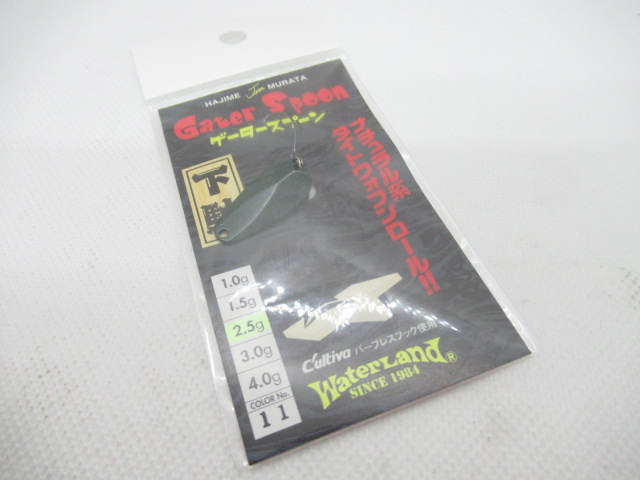 HAJIME Jim MURATA
Gater Spoon
ゲータースプーン
ナチュラル系
タイトウォブンロール!!
下
1.0g
1.5g
2.5g
3.0g
4.0g
COLOR No.
11
C'ultiva バーブレスフック使用
WaterLand®
SINCE 1984